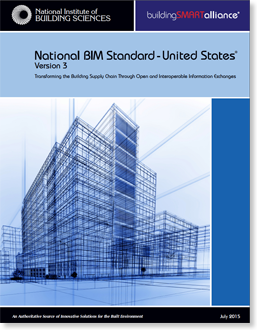 National Institute of
BUILDING SCIENCES
buildingSMARTalliance®
National BIM Standard - United States®
Version 3
Transforming the Building Supply Chain Through Open and Interoperable Information Exchanges
An Authoritative Source of Innovative Solutions for the Built Environment
July 2015